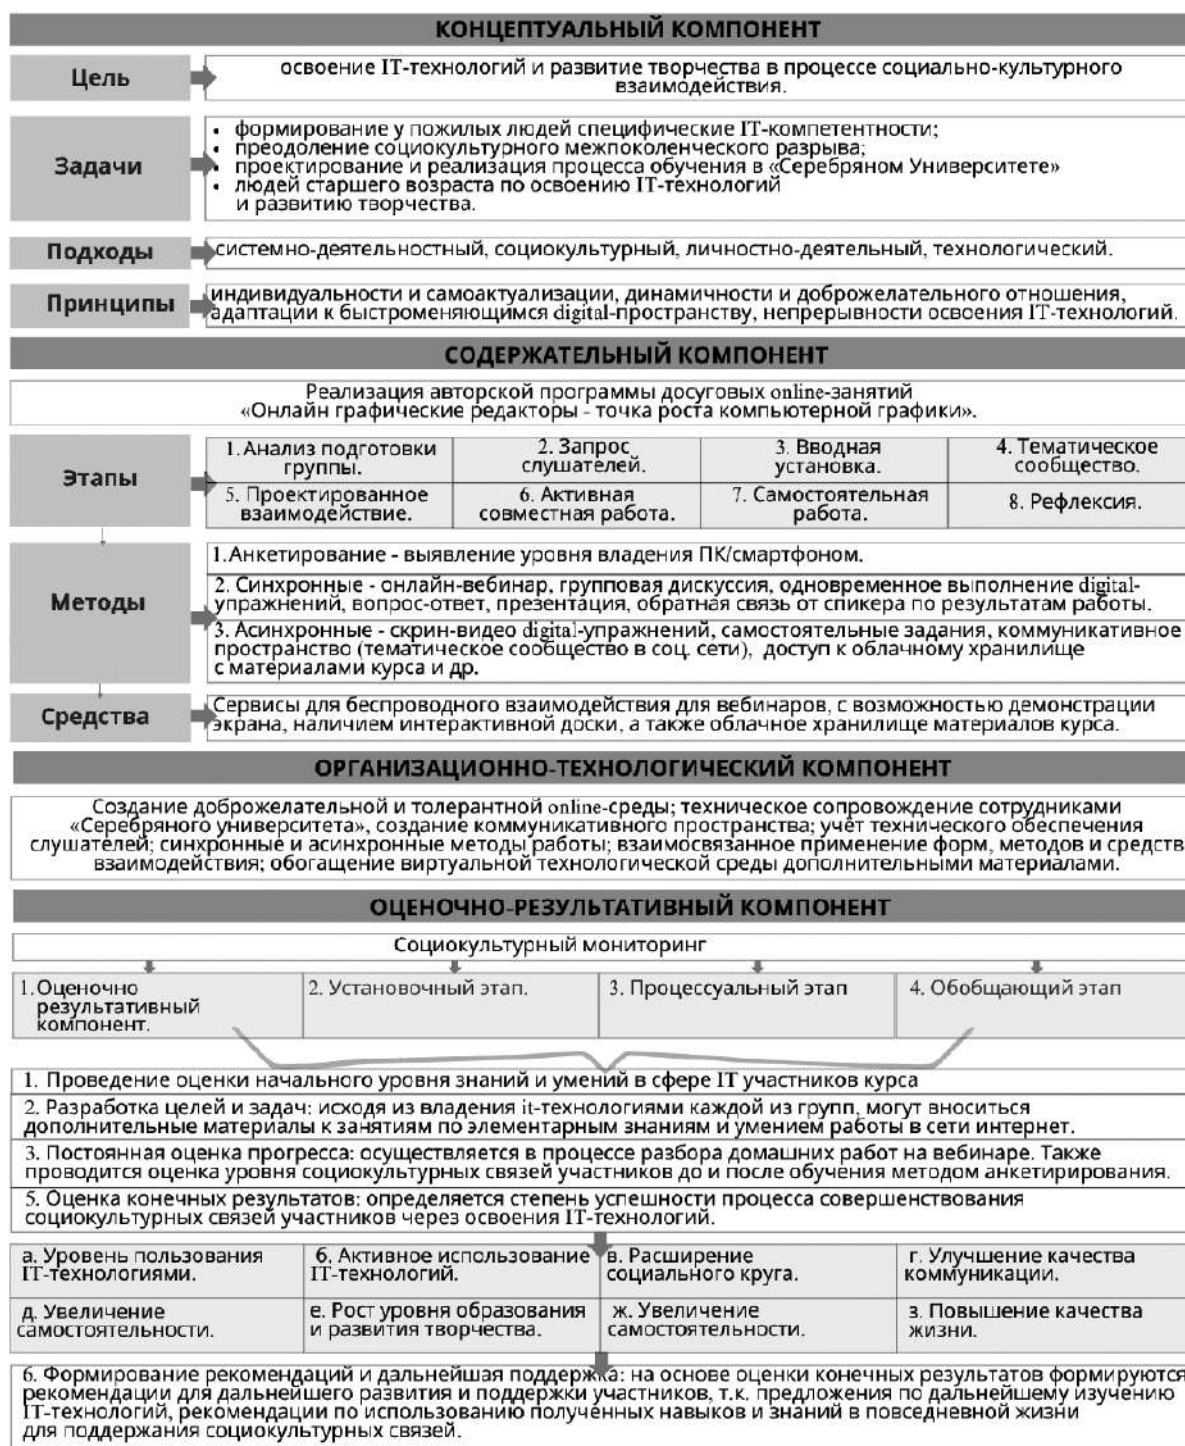 КОНЦЕПТУАЛЬНЫЙ КОМПОНЕНТ
Цель
освоение IT-технологий и развитие творчества в процессе социально-культурного
взаимодействия.
Задачи
• формирование у пожилых людей специфические IT-компетентности;
• преодоление социокультурного межпоколенческого разрыва;
• проектирование и реализация процесса обучения в «Серебряном Университете»
• людей старшего возраста по освоению IT-технологий
и развитию творчества.
Подходы
системно-деятельностный, социокультурный, личностно-деятельный, технологический.
Принципы
индивидуальности и самоактуализации, динамичности и доброжелательного отношения,
адаптации к быстроменяющимся digital-пространству, непрерывности освоения IT-технологий.
СОДЕРЖАТЕЛЬНЫЙ КОМПОНЕНТ
Реализация авторской программы досуговых online-занятий
«Онлайн графические редакторы - точка роста компьютерной графики».
Этапы
1. Анализ подготовки
группы.
2. Запрос
слушателей.
3. Вводная
установка.
4. Тематическое
сообщество.
5. Проектированное
взаимодействие.
6. Активная
совместная работа.
7. Самостоятельная
работа.
8. Рефлексия.
Методы
1. Анкетирование - выявление уровня владения ПК/смартфоном.
2. Синхронные - онлайн-вебинар, групповая дискуссия, одновременное выполнение digital-
упражнений, вопрос-ответ, презентация, обратная связь от спикера по результатам работы.
3. Асинхронные - скрин-видео digital-упражнений, самостоятельные задания, коммуникативное
пространство (тематическое сообщество в соц. сети), доступ к облачному хранилище
с материалами курса и др.
Средства
Сервисы для беспроводного взаимодействия для вебинаров, с возможностью демонстрации
экрана, наличием интерактивной доски, а также облачное хранилище материалов курса.
ОРГАНИЗАЦИОННО-ТЕХНОЛОГИЧЕСКИЙ КОМПОНЕНТ
Создание доброжелательной и толерантной online-среды; техническое сопровождение сотрудниками
«Серебряного университета», создание коммуникативного пространства; учёт технического обеспечения
слушателей; синхронные и асинхронные методы работы; взаимосвязанное применение форм, методов и средств
взаимодействия; обогащение виртуальной технологической среды дополнительными материалами.
ОЦЕНОЧНО-РЕЗУЛЬТАТИВНЫЙ КОМПОНЕНТ
Социокультурный мониторинг
1. Оценочно
результативный
компонент.
2. Установочный этап.
3. Процессуальный этап
4. Обобщающий этап
1. Проведение оценки начального уровня знаний и умений в сфере IT участников курса
2. Разработка целей и задач: исходя из владения it-технологиями каждой из групп, могут вноситься
дополнительные материалы к занятиям по элементарным знаниям и умением работы в сети интернет.
3. Постоянная оценка прогресса: осуществляется в процессе разбора домашних работ на вебинаре. Также
проводится оценка уровня социокультурных связей участников до и после обучения методом анкетирирования.
5. Оценка конечных результатов: определяется степень успешности процесса совершенствования
социокультурных связей участников через освоения IT-технологий.
а. Уровень пользования
IT-технологиями.
б. Активное использование
IT-технологий.
в. Расширение
социального круга.
г. Улучшение качества
коммуникации.
д. Увеличение
самостоятельности.
е. Рост уровня образования
и развития творчества.
ж. Увеличение
самостоятельности.
з. Повышение качества
жизни.
6. Формирование рекомендаций и дальнейшая поддержка: на основе оценки конечных результатов формируются
рекомендации для дальнейшего развития и поддержки участников, т.к. предложения по дальнейшему изучению
IT-технологий, рекомендации по использованию полученных навыков и знаний в повседневной жизни
для поддержания социокультурных связей.